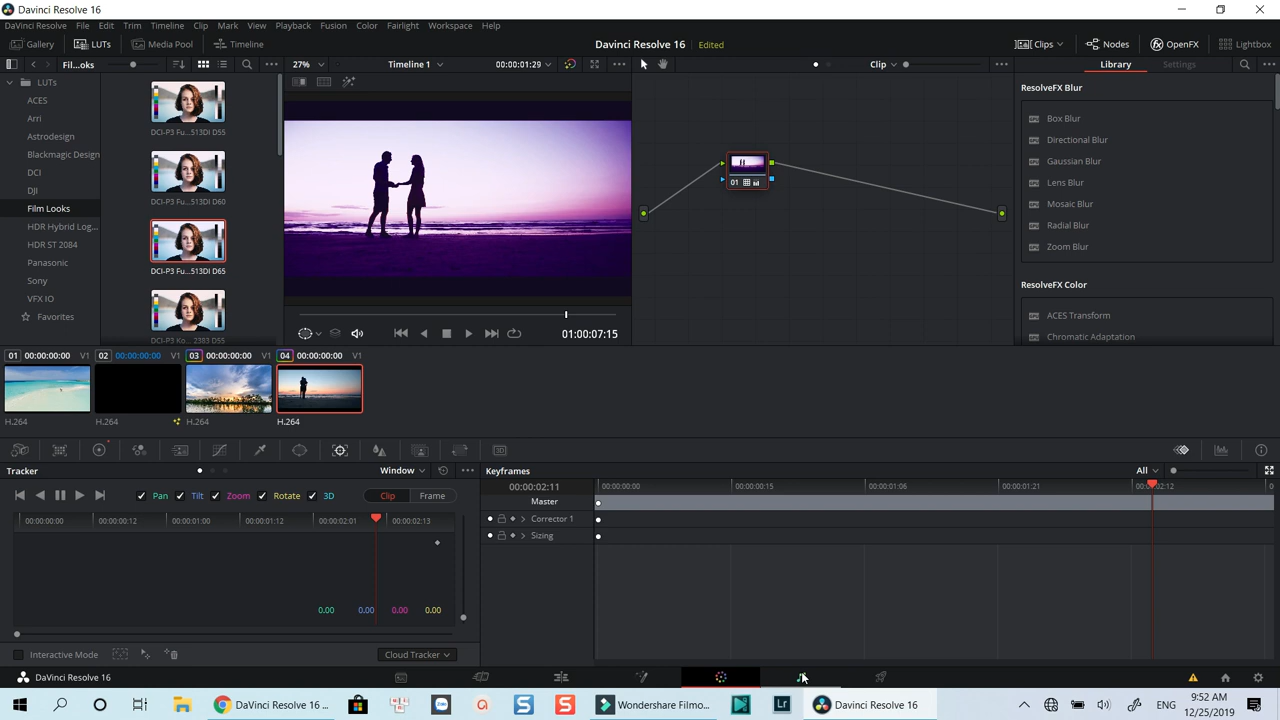 Davinci Resolve 16
DaVinci Resolve File Edit Trim Timeline Clip Mark View Playback Fusion Color Fairlight Workspace Help
Gallery LUTs Media Pool Timeline Davinci Resolve 16 Edited Clips Nodes OpenFX Lightbox
Fil...oks 27% Timeline 1 00:00:01:29 Clip Library Settings
LUTs
ACES
Arri
Astrodesign
Blackmagic Design
DCI
DJI
Film Looks
HDR Hybrid Log...
HDR ST 2084
Panasonic
Sony
VFX IO
Favorites
DCI-P3 Fu...513DI D55
DCI-P3 Fu...513DI D60
DCI-P3 Fu...513DI D65
DCI-P3 Ko... 2383 D55
01:00:07:15
01
ResolveFX Blur
Box Blur
Directional Blur
Gaussian Blur
Lens Blur
Mosaic Blur
Radial Blur
Zoom Blur
ResolveFX Color
ACES Transform
Chromatic Adaptation
01 00:00:00:00 V1 02 00:00:00:00 V1 03 00:00:00:00 V1 04 00:00:00:00 V1
H.264 H.264 H.264 H.264
Tracker Window Keyframes All
Pan Tilt Zoom Rotate 3D Clip Frame
00:00:00:00 00:00:00:12 00:00:01:00 00:00:01:12 00:00:02:01 00:00:02:13
0.00 0.00 0.00 0.00
Interactive Mode Cloud Tracker
00:00:02:11 00:00:00:00 00:00:00:15 00:00:01:06 00:00:01:21 00:00:02:12
Master
Corrector 1
Sizing
DaVinci Resolve 16
DaVinci Resolve 16 ... Wondershare Filmo... DaVinci Resolve 16 ENG 9:52 AM
12/25/2019